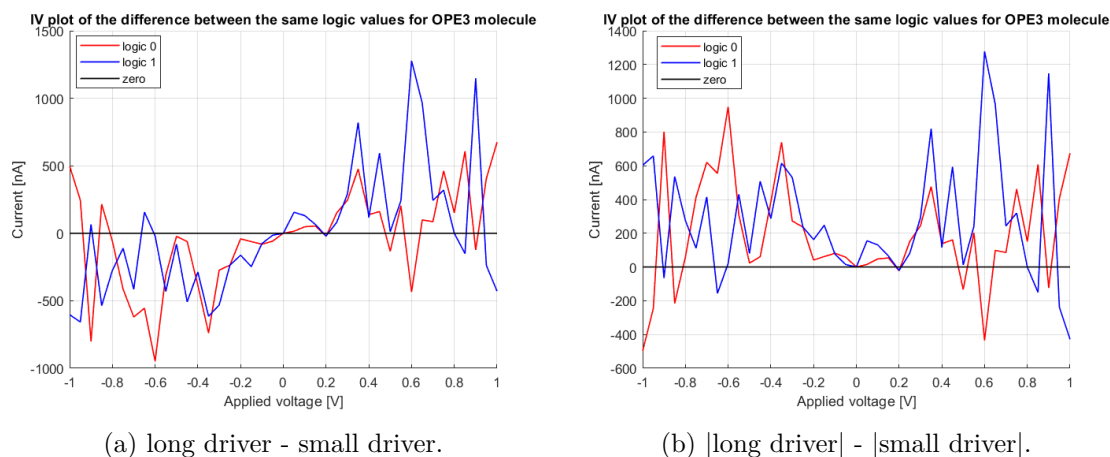 IV plot of the difference between the same logic values for OPE3 molecule
1500
1000
500
0
-500
-1000
Current [nA]
logic 0
logic 1
zero
-1 -0.8 -0.6 -0.4 -0.2 0 0.2 0.4 0.6 0.8 1
Applied voltage [V]
(a) long driver - small driver.
IV plot of the difference between the same logic values for OPE3 molecule
1400
1200
1000
800
600
400
200
0
-200
-400
-600
Current [nA]
logic 0
logic 1
zero
-1 -0.8 -0.6 -0.4 -0.2 0 0.2 0.4 0.6 0.8 1
Applied voltage [V]
(b) |long driver| - |small driver|.